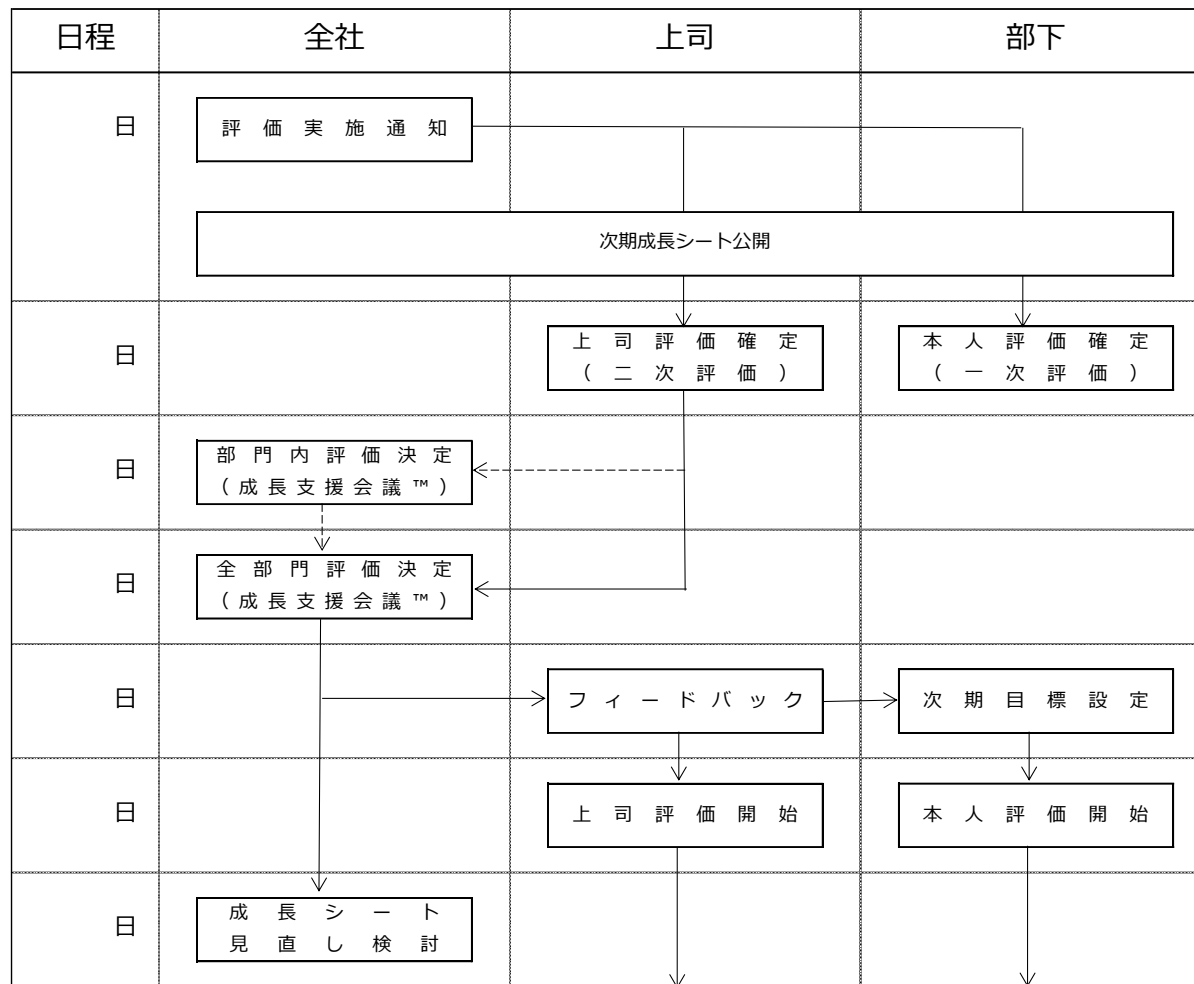 日程 全社 上司 部下
日 評価実施通知
次期成長シート公開
日 上司評価確定 本人評価確定
（二次評価） （一次評価）
日 部門内評価決定
（成長支援会議™）
日 全部門評価決定
（成長支援会議™）
日 フィードバック 次期目標設定
日 上司評価開始 本人評価開始
日 成長シート
見直し検討